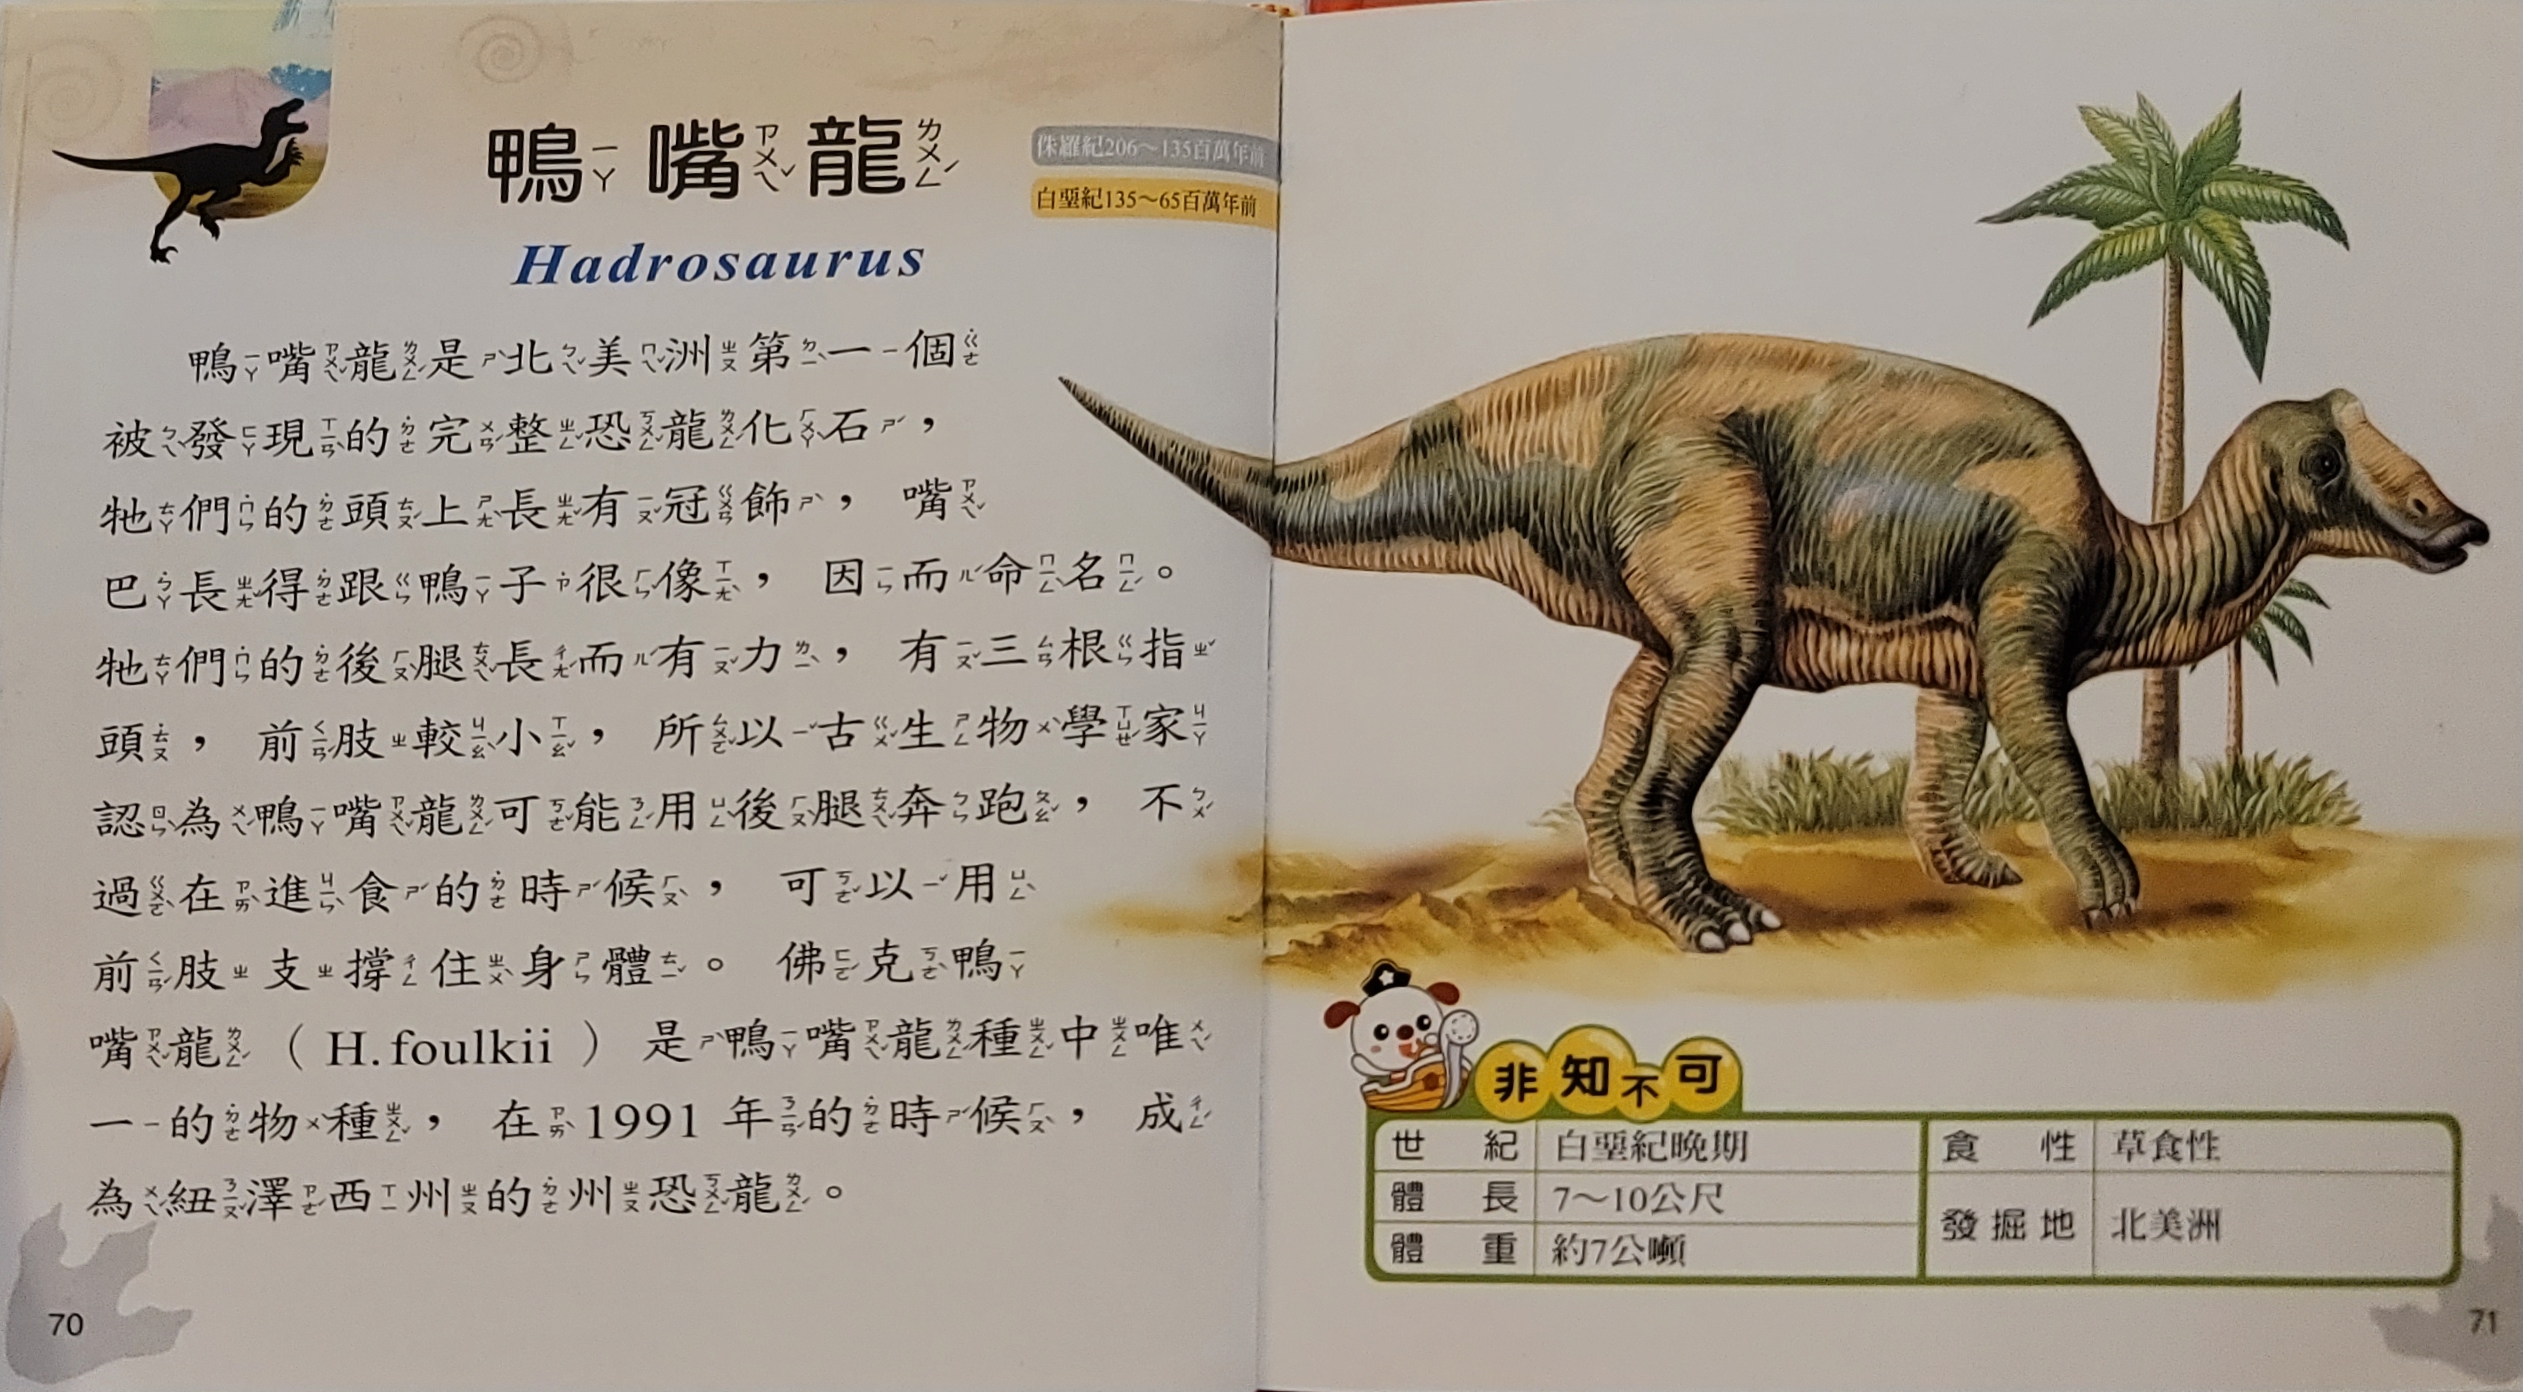 鴨嘴龍
侏羅紀206～135百萬年前
白堊紀135～65百萬年前
Hadrosaurus
鴨嘴龍是北美洲第一個
被發現的完整恐龍化石，
牠們的頭上長有冠飾，嘴
巴長得跟鴨子很像，因而命名。
牠們的後腿長而有力，有三根指
頭，前肢較小，所以古生物學家
認為鴨嘴龍可能用後腿奔跑，不
過在進食的時候，可以用
前肢支撐住身體。佛克鴨
嘴龍（H.foulkii）是鴨嘴龍種中唯
一的物種，在1991年的時候，成
為紐澤西州的州恐龍。
70
非知不可
世紀 白堊紀晚期 食性 草食性
體長 7～10公尺 發掘地 北美洲
體重 約7公噸
71